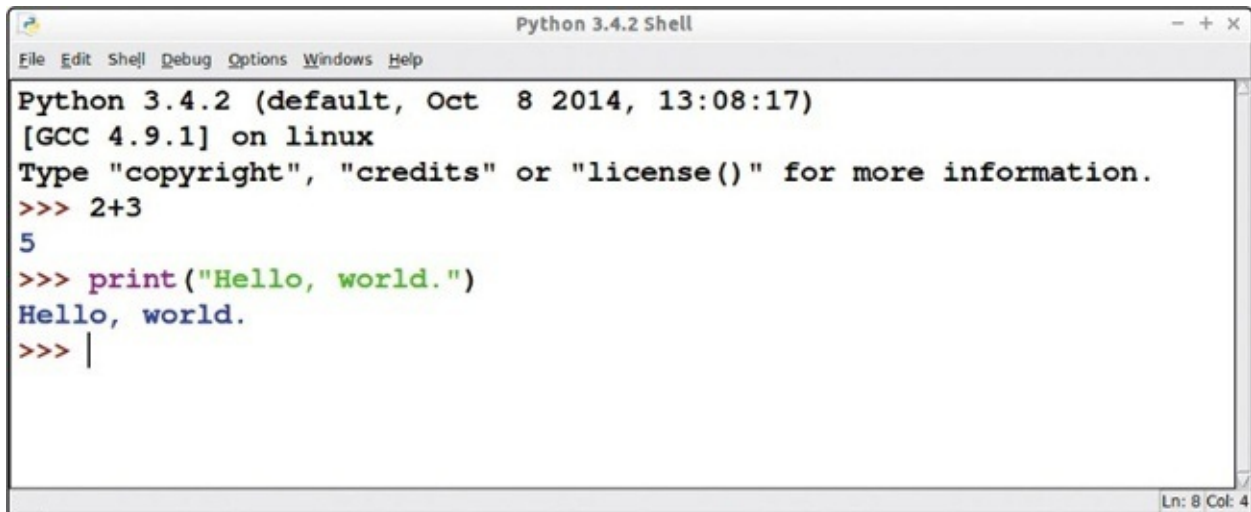 Python 3.4.2 Shell
File Edit Shell Debug Options Windows Help
Python 3.4.2 (default, Oct  8 2014, 13:08:17)
[GCC 4.9.1] on linux
Type "copyright", "credits" or "license()" for more information.
>>> 2+3
5
>>> print("Hello, world.")
Hello, world.
>>>
Ln: 8 Col: 4